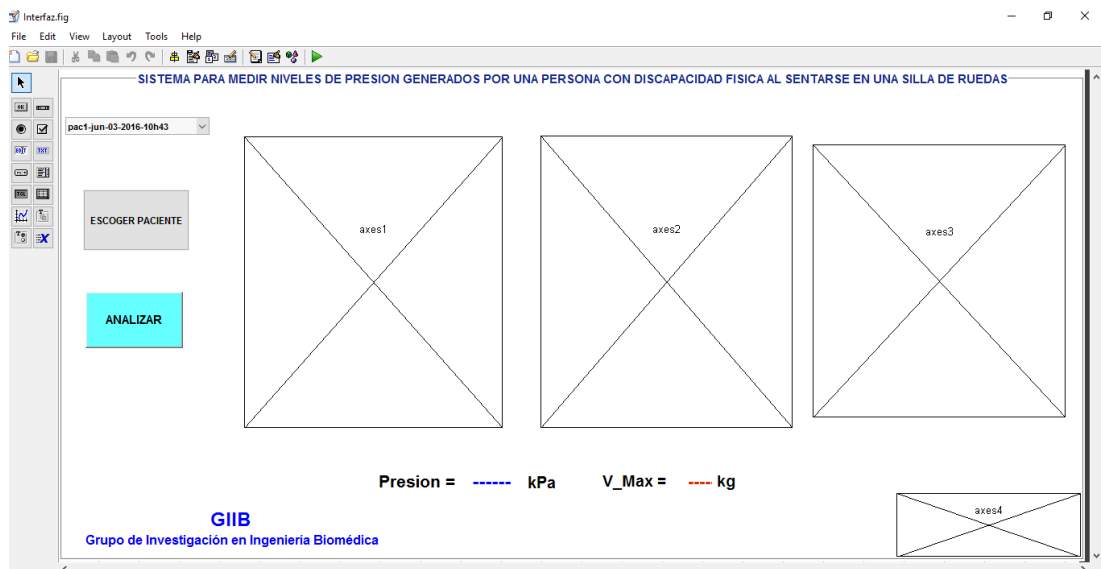 Interfaz.fig
File Edit View Layout Tools Help
SISTEMA PARA MEDIR NIVELES DE PRESION GENERADOS POR UNA PERSONA CON DISCAPACIDAD FISICA AL SENTARSE EN UNA SILLA DE RUEDAS
pac1-jun-03-2016-10h43
ESCOGER PACIENTE
axes1
axes2
axes3
ANALIZAR
Presion = ------ kPa V_Max = ---- kg
axes4
GIIB
Grupo de Investigación en Ingeniería Biomédica